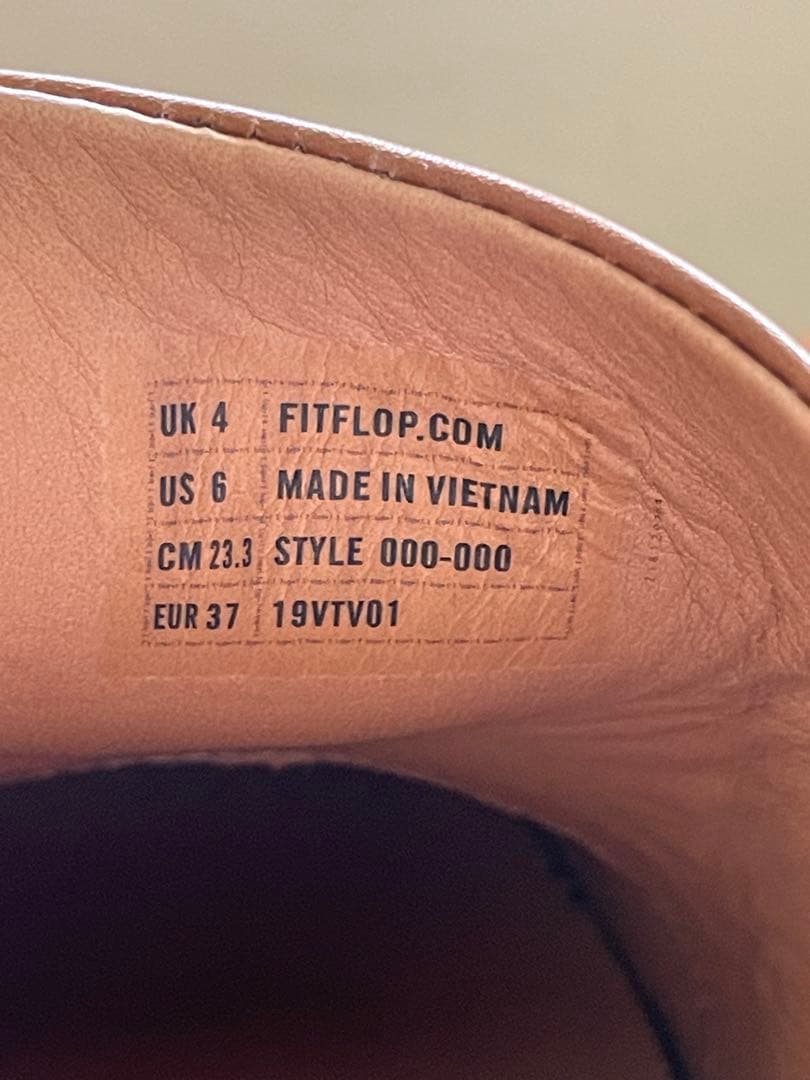 UK 4 FITFLOP.COM
US 6 MADE IN VIETNAM
CM 23.3 STYLE 000-000
EUR 37 19VTV01